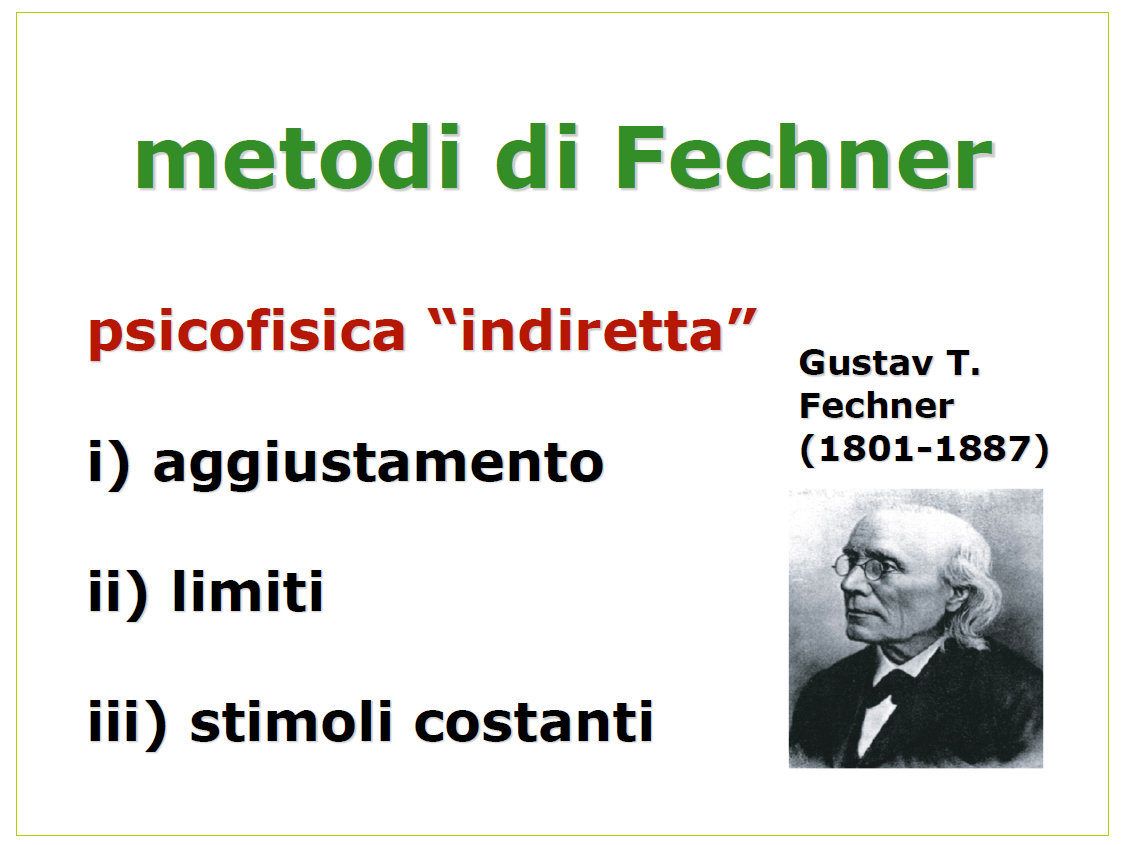 metodi di Fechner
psicofisica “indiretta”
Gustav T.
Fechner
(1801-1887)
i) aggiustamento
ii) limiti
iii) stimoli costanti